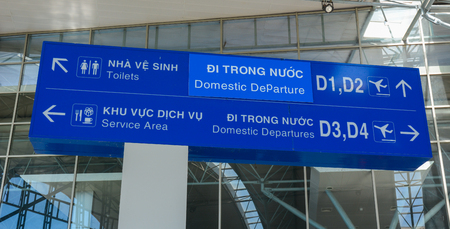 NHÀ VỆ SINH
Toilets
ĐI TRONG NƯỚC
Domestic DeParture
D1,D2
KHU VỰC DỊCH VỤ
Service Area
ĐI TRONG NƯỚC
Domestic Departures
D3,D4